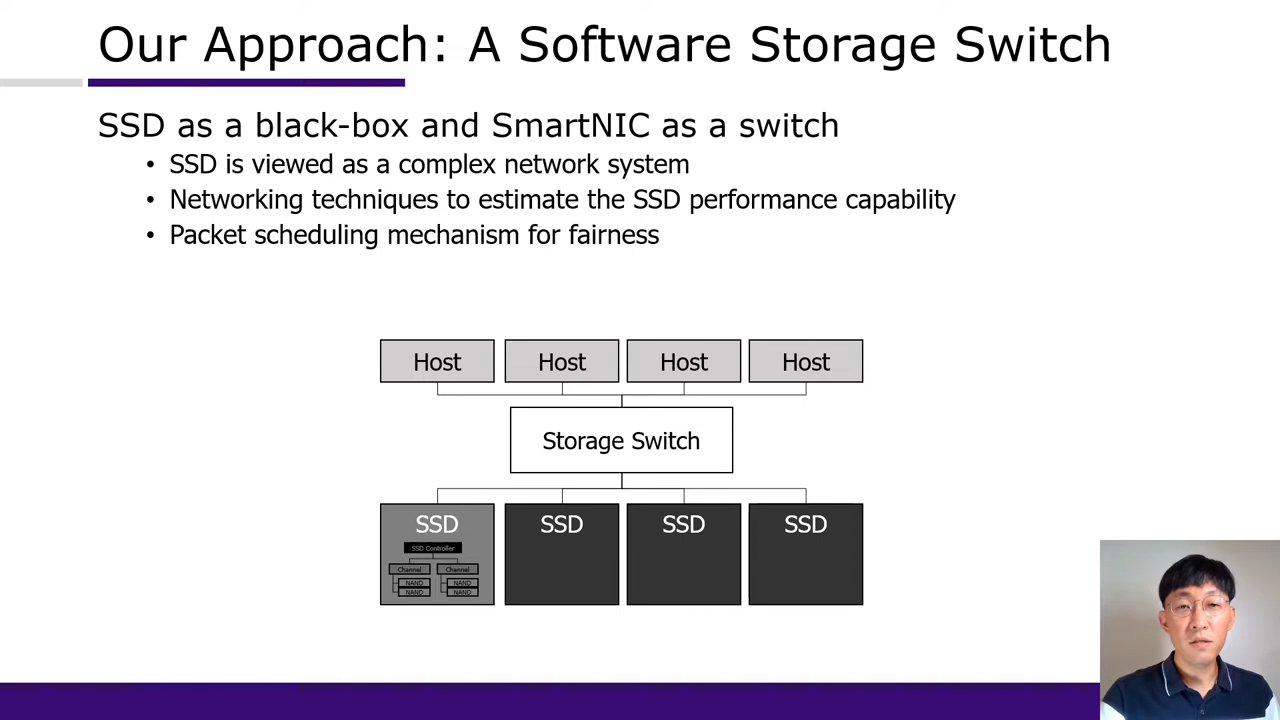 Our Approach: A Software Storage Switch
SSD as a black-box and SmartNIC as a switch
• SSD is viewed as a complex network system
• Networking techniques to estimate the SSD performance capability
• Packet scheduling mechanism for fairness
Host Host Host Host
Storage Switch
SSD SSD SSD SSD
SSD Controller
Channel Channel
NAND NAND
NAND NAND